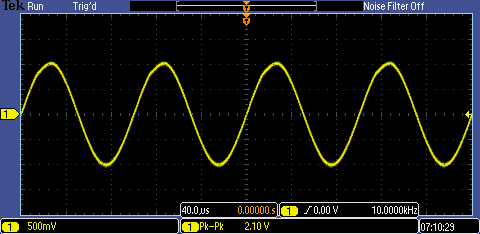 Tek Run Trig'd Noise Filter Off
T
T
1
40.0µs 0.00000 s 1 / 0.00 V 10.0000kHz
1 500mV 1 Pk-Pk 2.10 V 07:10:29